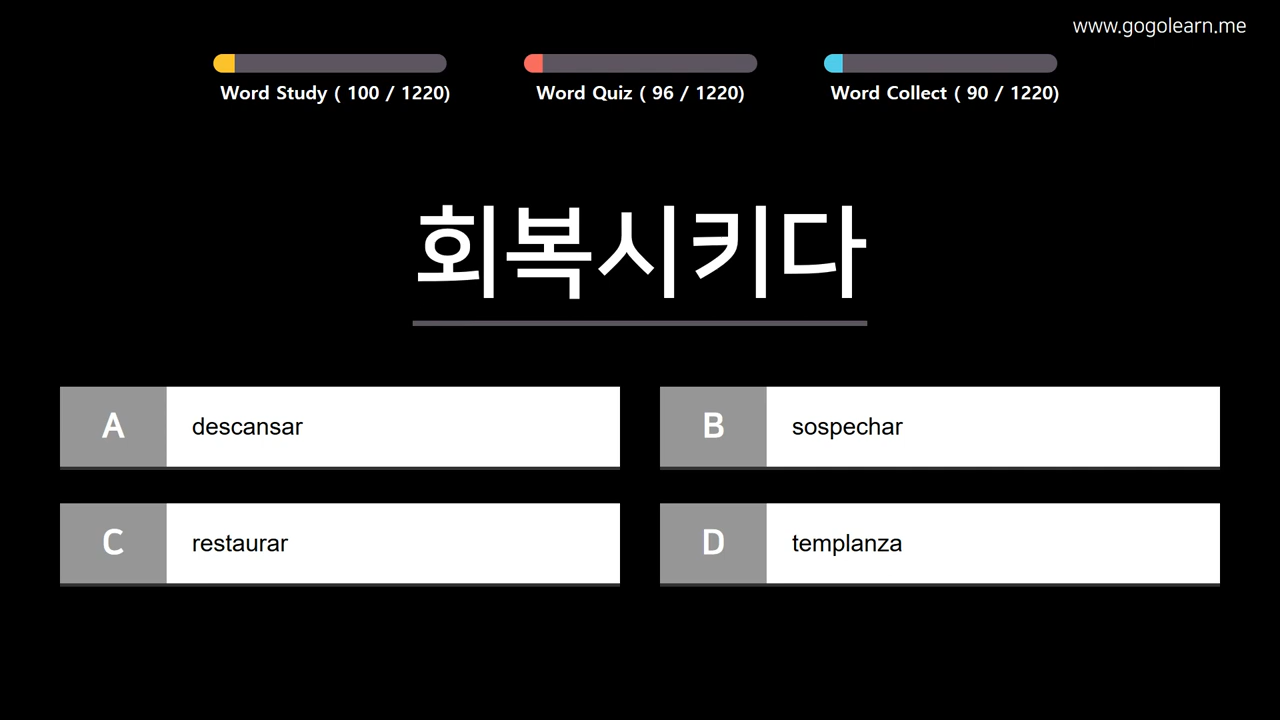 www.gogolearn.me
Word Study ( 100 / 1220)
Word Quiz ( 96 / 1220)
Word Collect ( 90 / 1220)
회복시키다
A descansar
B sospechar
C restaurar
D templanza